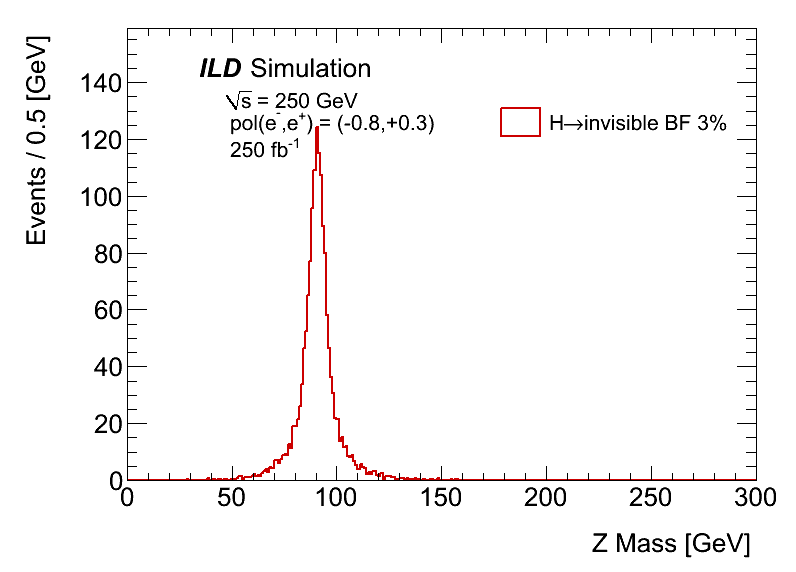 ILD Simulation
√s = 250 GeV
pol(e⁻,e⁺) = (-0.8,+0.3)
250 fb⁻¹
H→invisible BF 3%
Events / 0.5 [GeV]
140
120
100
80
60
40
20
0
0 50 100 150 200 250 300
Z Mass [GeV]